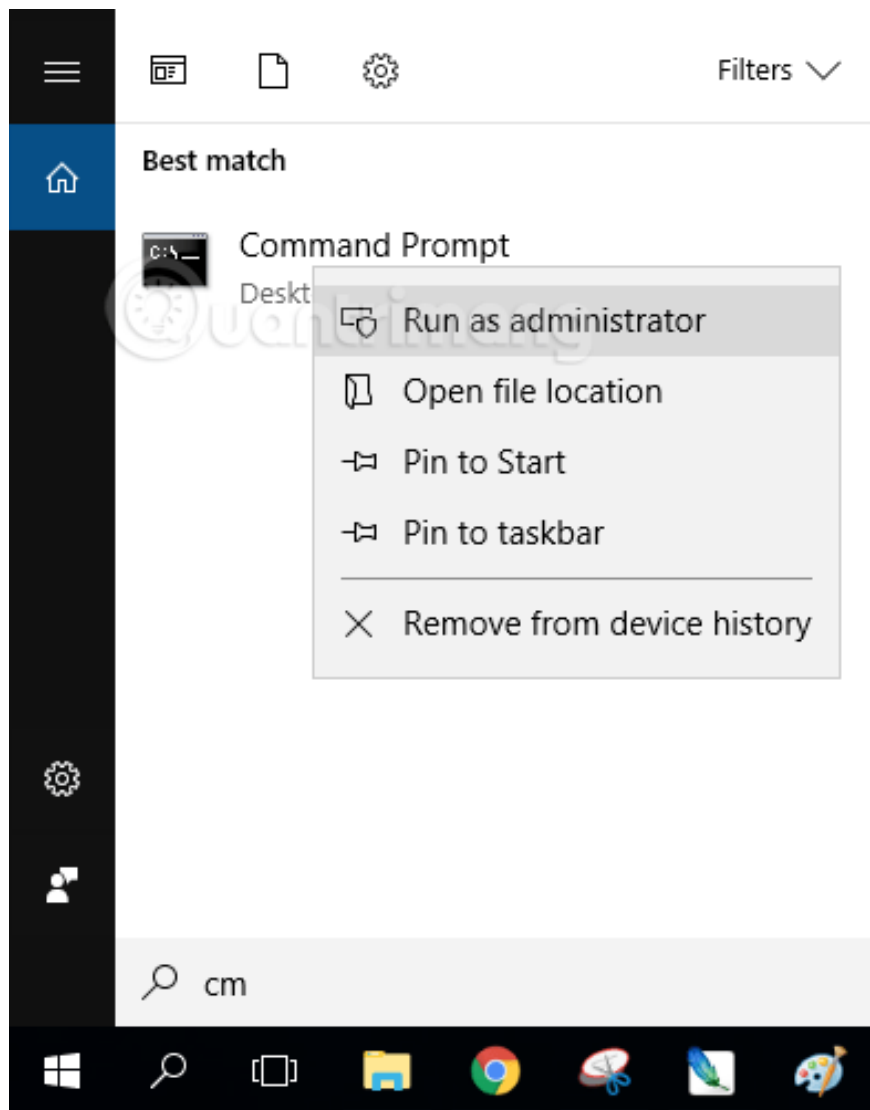 Filters
Best match
C:\_
Command Prompt
Deskt
Quantrimang
Run as administrator
Open file location
Pin to Start
Pin to taskbar
Remove from device history
cm